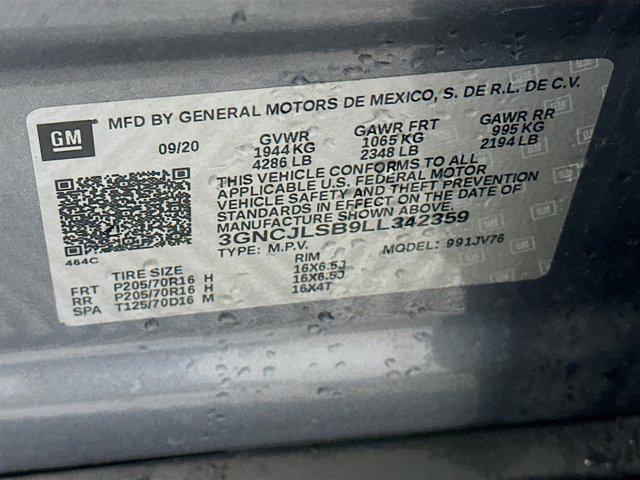 GM
MFD BY GENERAL MOTORS DE MEXICO, S. DE R.L. DE C.V.
09/20 GVWR GAWR FRT GAWR RR
1944 KG 1065 KG 995 KG
4286 LB 2348 LB 2194 LB
THIS VEHICLE CONFORMS TO ALL
APPLICABLE U.S. FEDERAL MOTOR
VEHICLE SAFETY AND THEFT PREVENTION
STANDARDS IN EFFECT ON THE DATE OF
MANUFACTURE SHOWN ABOVE.
3GNCJLSB9LL342359
464C
TYPE: M.P.V. MODEL: 991JV76
TIRE SIZE RIM
FRT P205/70R16 H 16X6.5J
RR P205/70R16 H 16X6.5J
SPA T125/70D16 M 16X4T